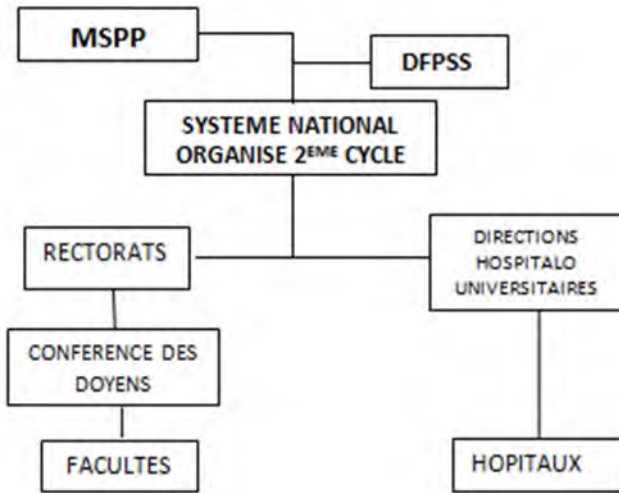 MSPP
DFPSS
SYSTEME NATIONAL
ORGANISE 2EME CYCLE
RECTORATS
DIRECTIONS
HOSPITALO
UNIVERSITAIRES
CONFERENCE DES
DOYENS
FACULTES
HOPITAUX